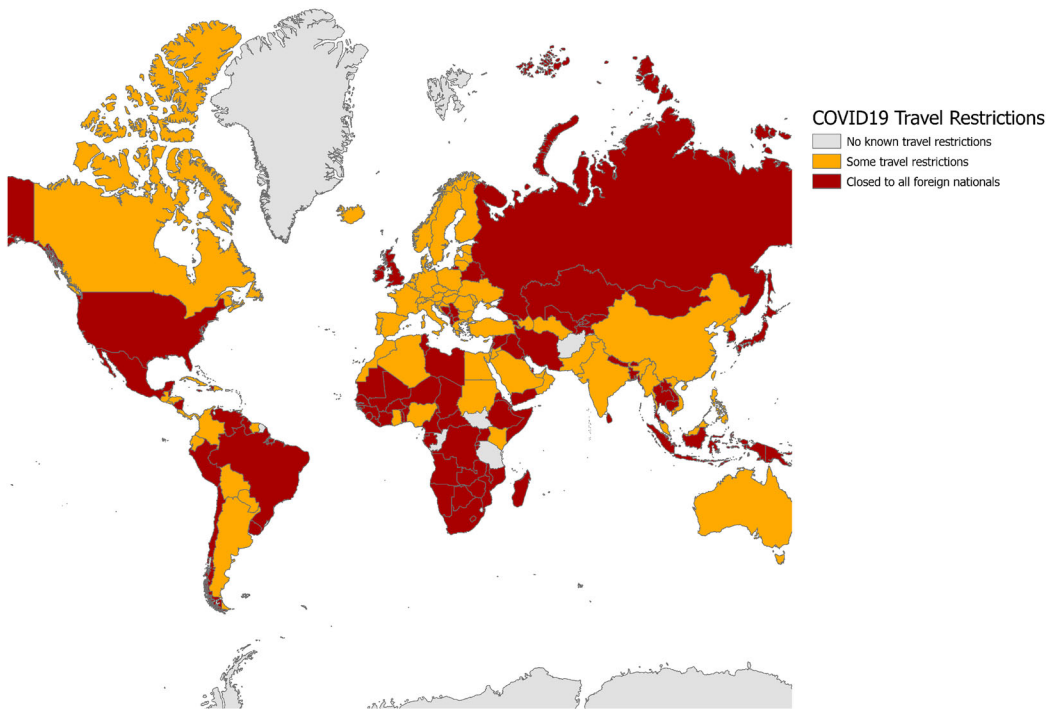 COVID19 Travel Restrictions
No known travel restrictions
Some travel restrictions
Closed to all foreign nationals